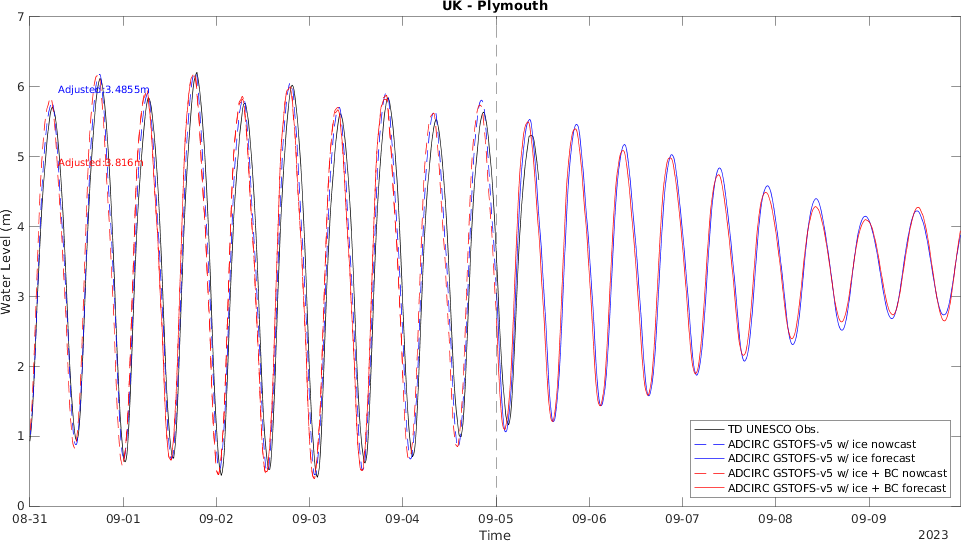 UK - Plymouth
7
6
5
4
3
2
1
0
Water Level (m)
Adjusted:3.4855m
Adjusted:3.816m
TD UNESCO Obs.
ADCIRC GSTOFS-v5 w/ ice nowcast
ADCIRC GSTOFS-v5 w/ ice forecast
ADCIRC GSTOFS-v5 w/ ice + BC nowcast
ADCIRC GSTOFS-v5 w/ ice + BC forecast
08-31 09-01 09-02 09-03 09-04 09-05 09-06 09-07 09-08 09-09
Time
2023